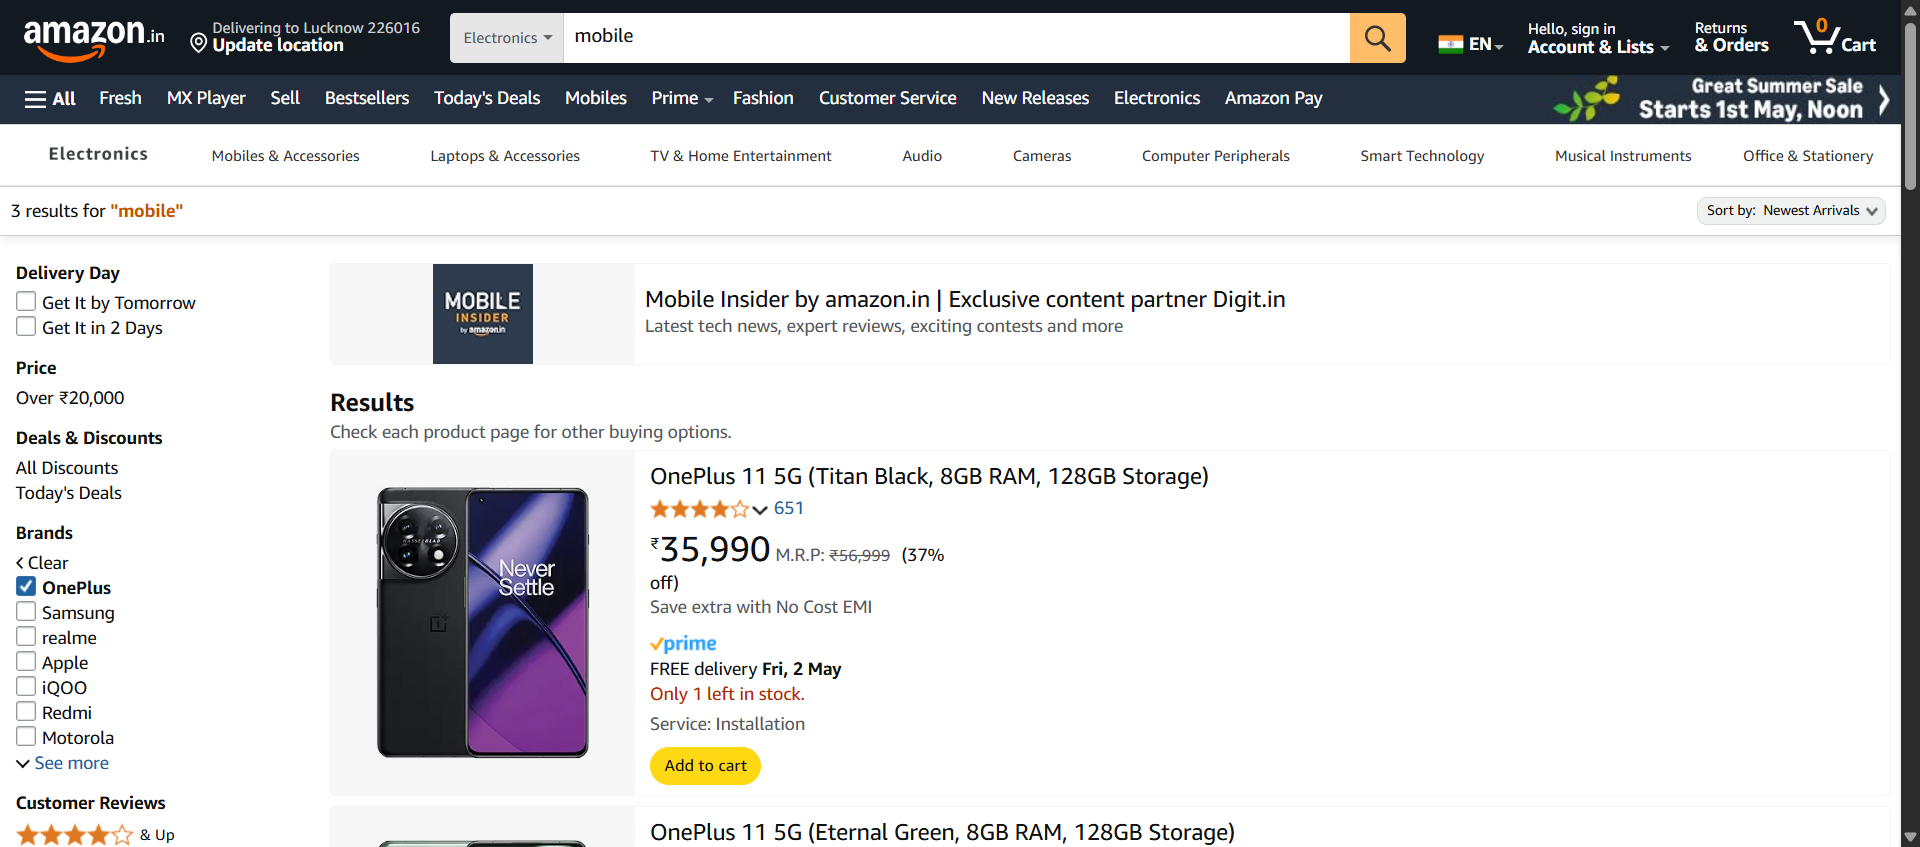 amazon.in
Delivering to Lucknow 226016
Update location
Electronics
mobile
EN
Hello, sign in
Account & Lists
Returns
& Orders
0
Cart
All
Fresh
MX Player
Sell
Bestsellers
Today's Deals
Mobiles
Prime
Fashion
Customer Service
New Releases
Electronics
Amazon Pay
Great Summer Sale
Starts 1st May, Noon
Electronics
Mobiles & Accessories
Laptops & Accessories
TV & Home Entertainment
Audio
Cameras
Computer Peripherals
Smart Technology
Musical Instruments
Office & Stationery
3 results for "mobile"
Sort by: Newest Arrivals
Delivery Day
Get It by Tomorrow
Get It in 2 Days
Price
Over ₹20,000
Deals & Discounts
All Discounts
Today's Deals
Brands
Clear
OnePlus
Samsung
realme
Apple
iQOO
Redmi
Motorola
See more
Customer Reviews
& Up
MOBILE
INSIDER
by amazon.in
Mobile Insider by amazon.in | Exclusive content partner Digit.in
Latest tech news, expert reviews, exciting contests and more
Results
Check each product page for other buying options.
HASSELBLAD
Never
Settle
OnePlus 11 5G (Titan Black, 8GB RAM, 128GB Storage)
651
₹35,990 M.R.P: ₹56,999 (37%
off)
Save extra with No Cost EMI
prime
FREE delivery Fri, 2 May
Only 1 left in stock.
Service: Installation
Add to cart
OnePlus 11 5G (Eternal Green, 8GB RAM, 128GB Storage)